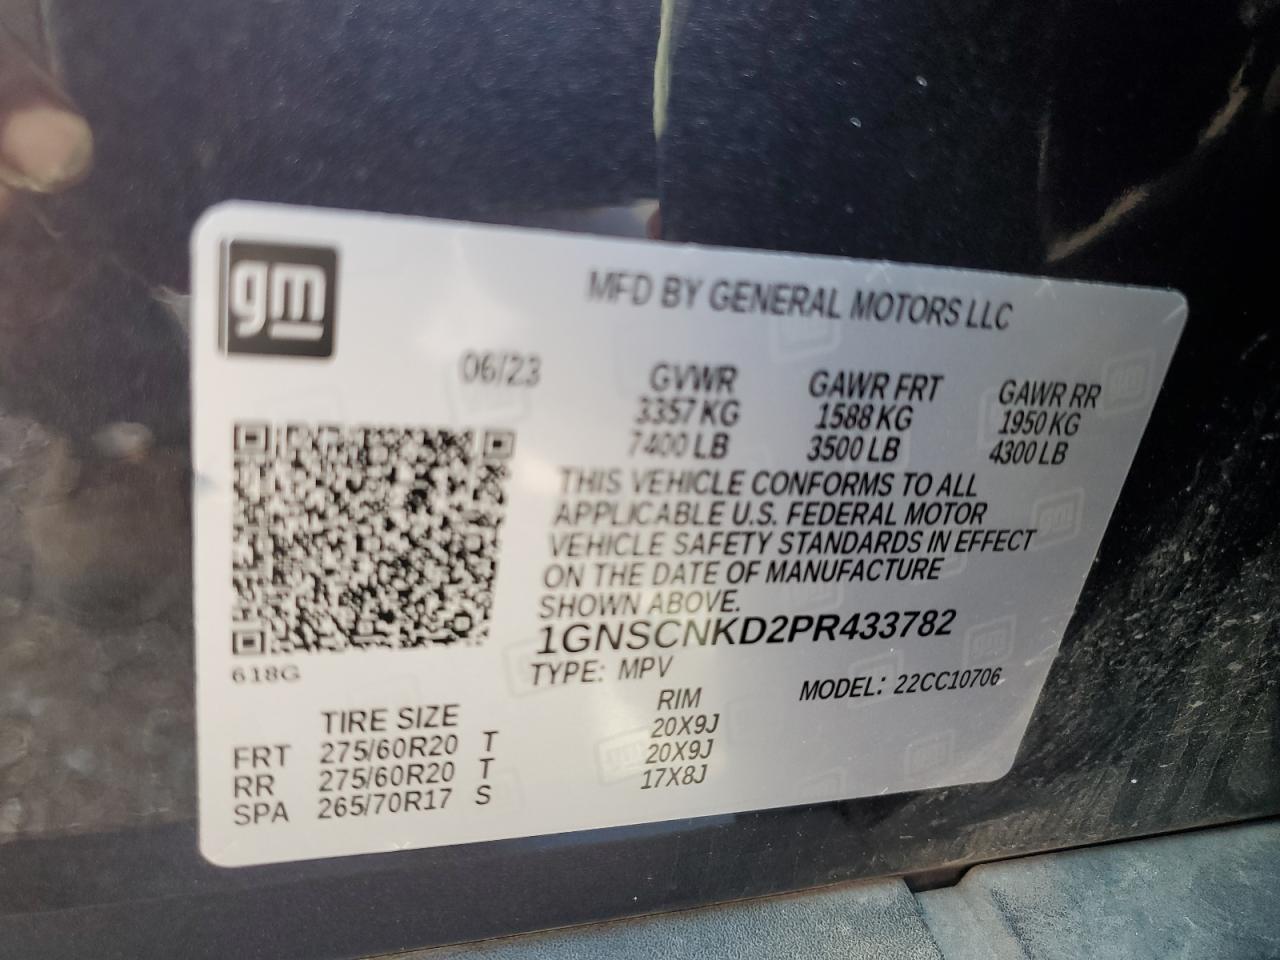 gm
MFD BY GENERAL MOTORS LLC
06/23 GVWR GAWR FRT GAWR RR
3357 KG 1588 KG 1950 KG
7400 LB 3500 LB 4300 LB
THIS VEHICLE CONFORMS TO ALL
APPLICABLE U.S. FEDERAL MOTOR
VEHICLE SAFETY STANDARDS IN EFFECT
ON THE DATE OF MANUFACTURE
SHOWN ABOVE.
1GNSCNKD2PR433782
618G
TYPE: MPV MODEL: 22CC10706
TIRE SIZE RIM
FRT 275/60R20 T 20X9J
RR 275/60R20 T 20X9J
SPA 265/70R17 S 17X8J